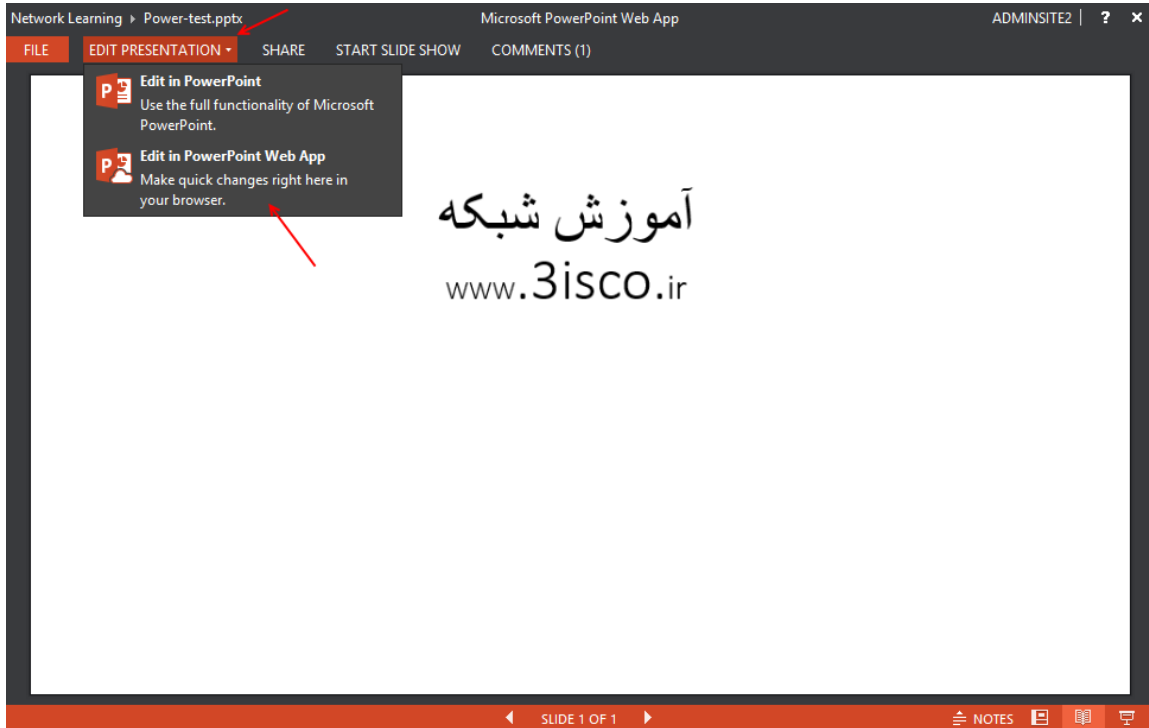 Network Learning ▸ Power-test.pptx
Microsoft PowerPoint Web App
ADMINSITE2 | ? ×
FILE
EDIT PRESENTATION ▾
SHARE
START SLIDE SHOW
COMMENTS (1)
Edit in PowerPoint
Use the full functionality of Microsoft
PowerPoint.
Edit in PowerPoint Web App
Make quick changes right here in
your browser.
آموزش شبکه
www.3isco.ir
SLIDE 1 OF 1
NOTES